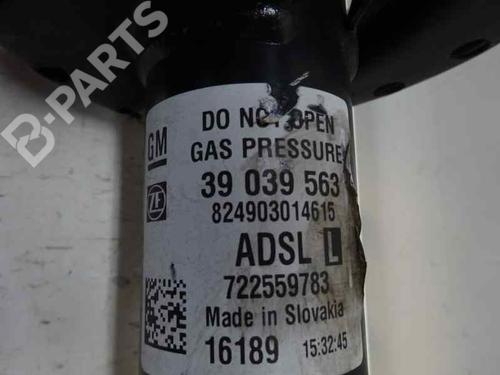 B-PARTS
GM
DO NOT OPEN
GAS PRESSURE
ZF
39 039 563
824903014615
ADSL L
722559783
Made in Slovakia
16189 15:32:45